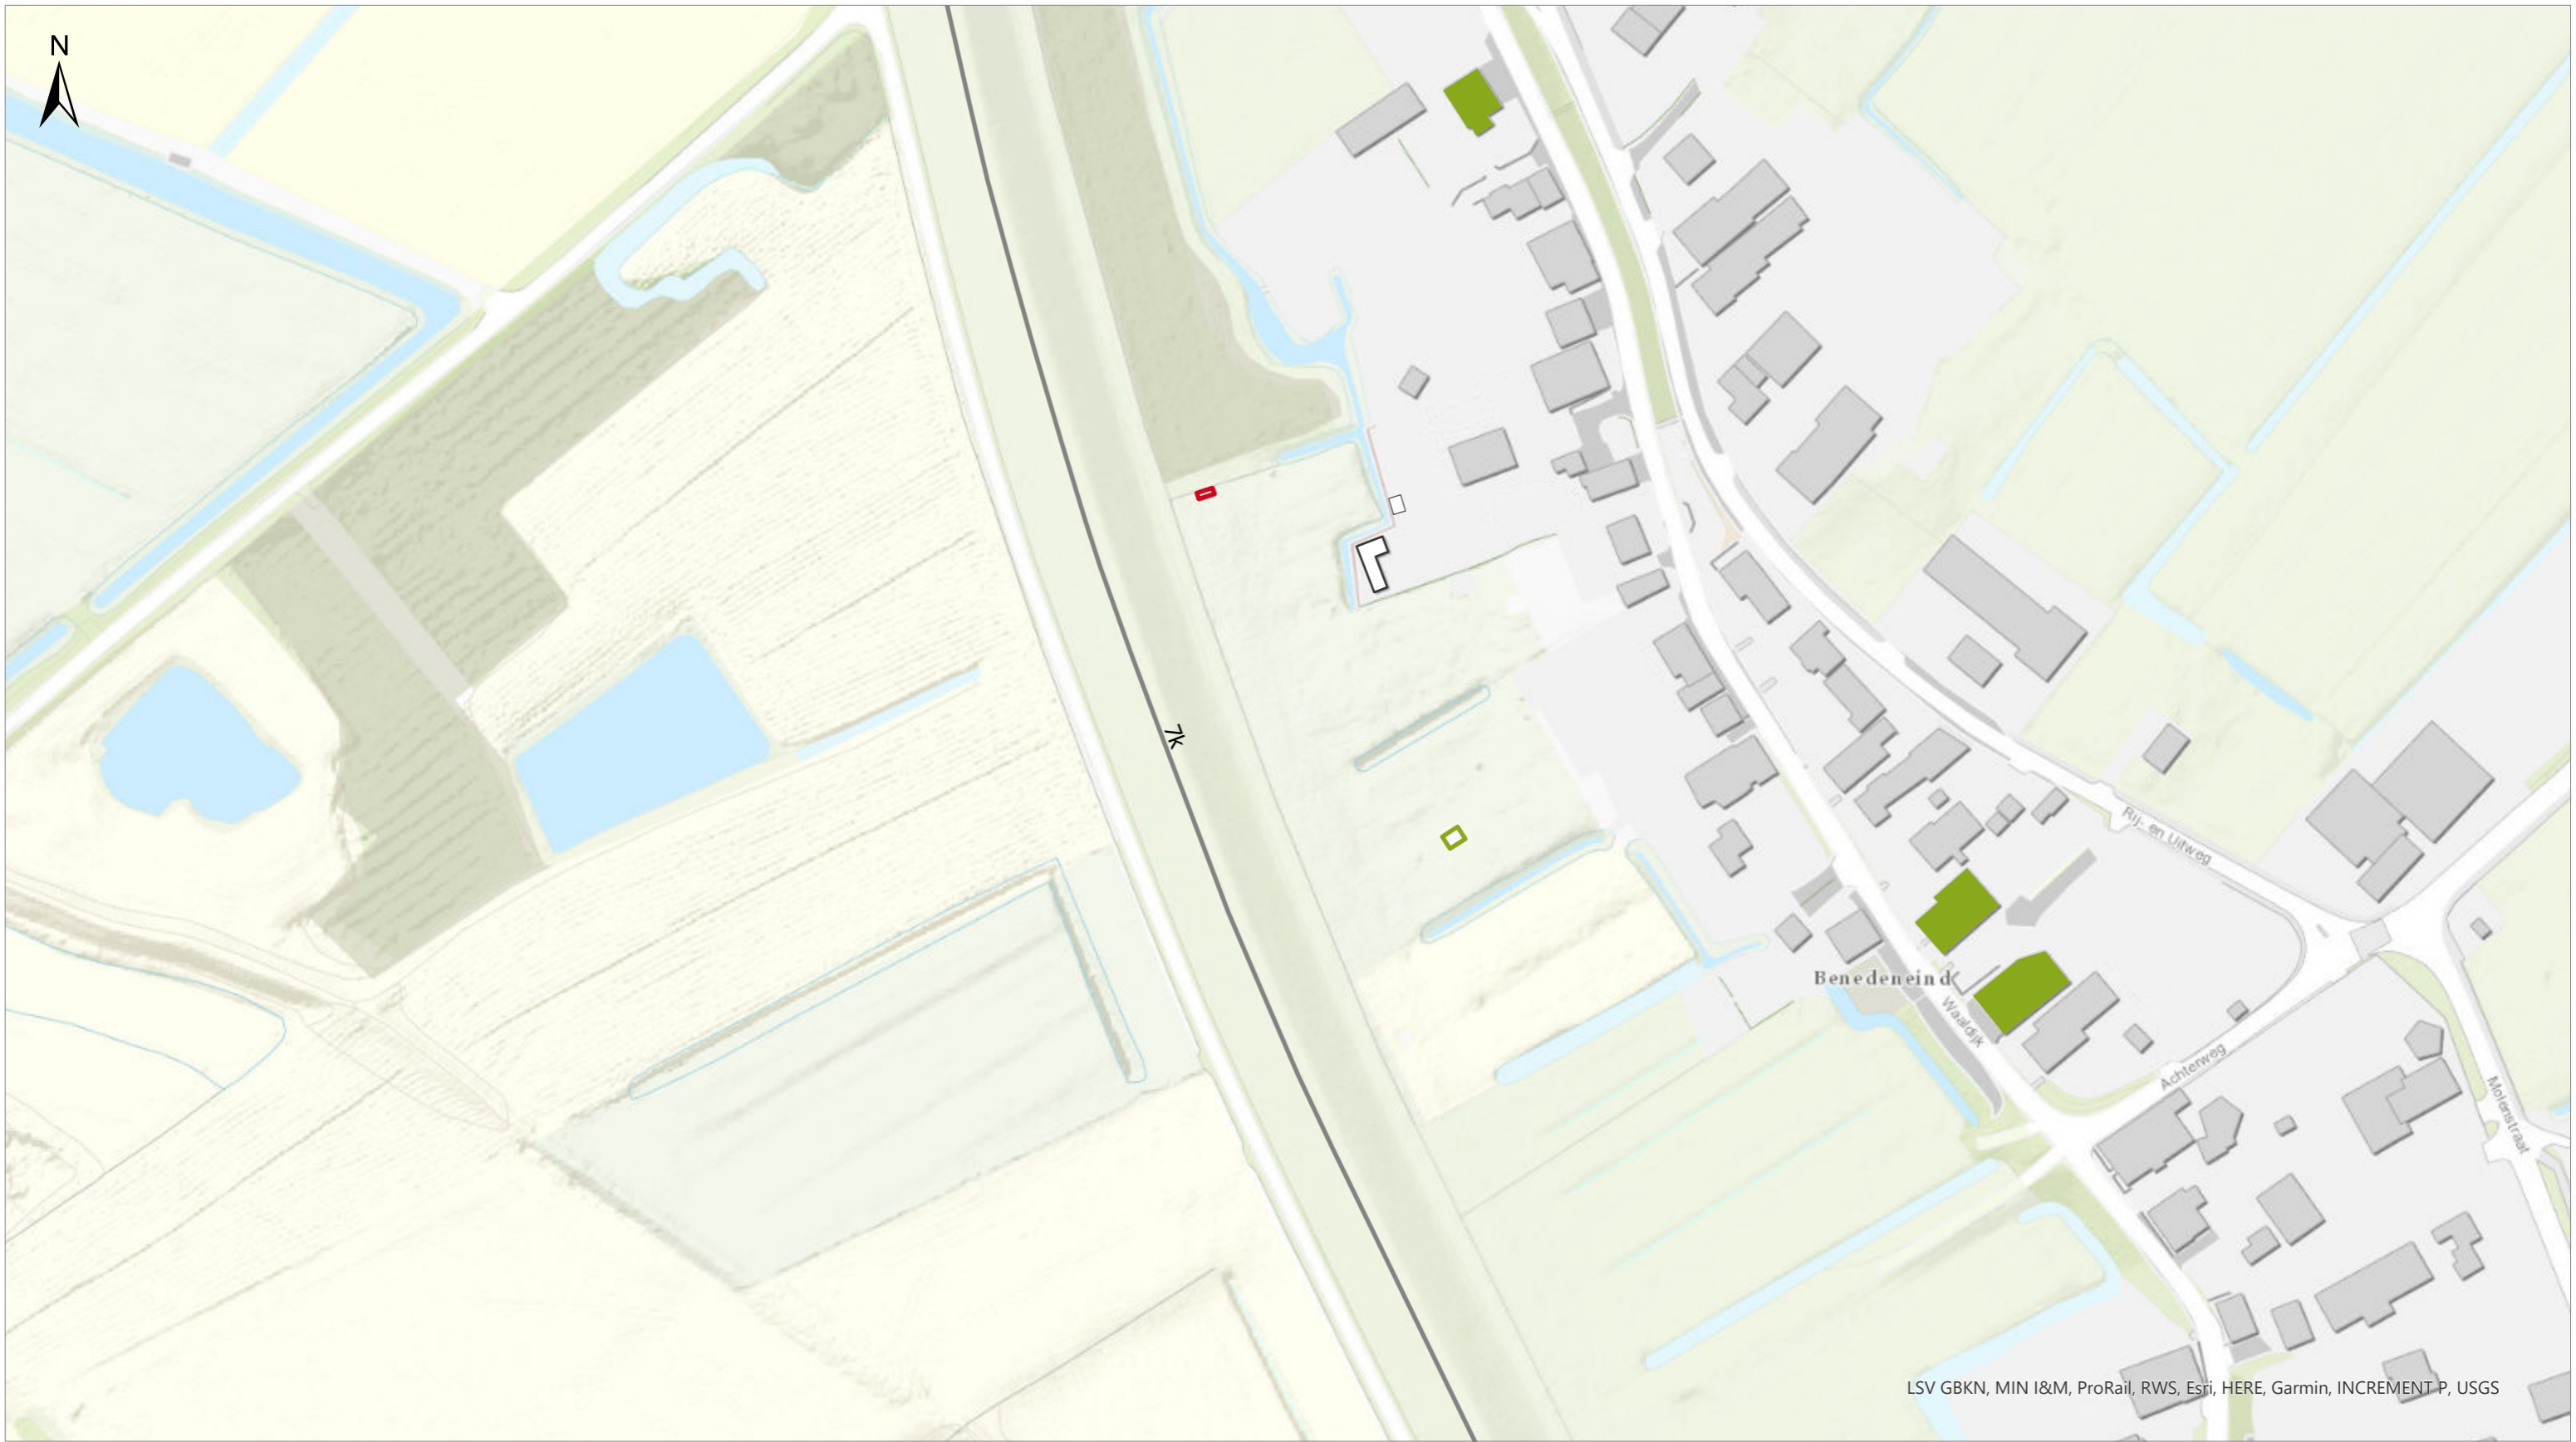 N
7k
Rij- en Uitweg
Benedeneind
Waaldijk
Achterweg
Molenstraat
LSV GBKN, MIN I&M, ProRail, RWS, Esri, HERE, Garmin, INCREMENT P, USGS